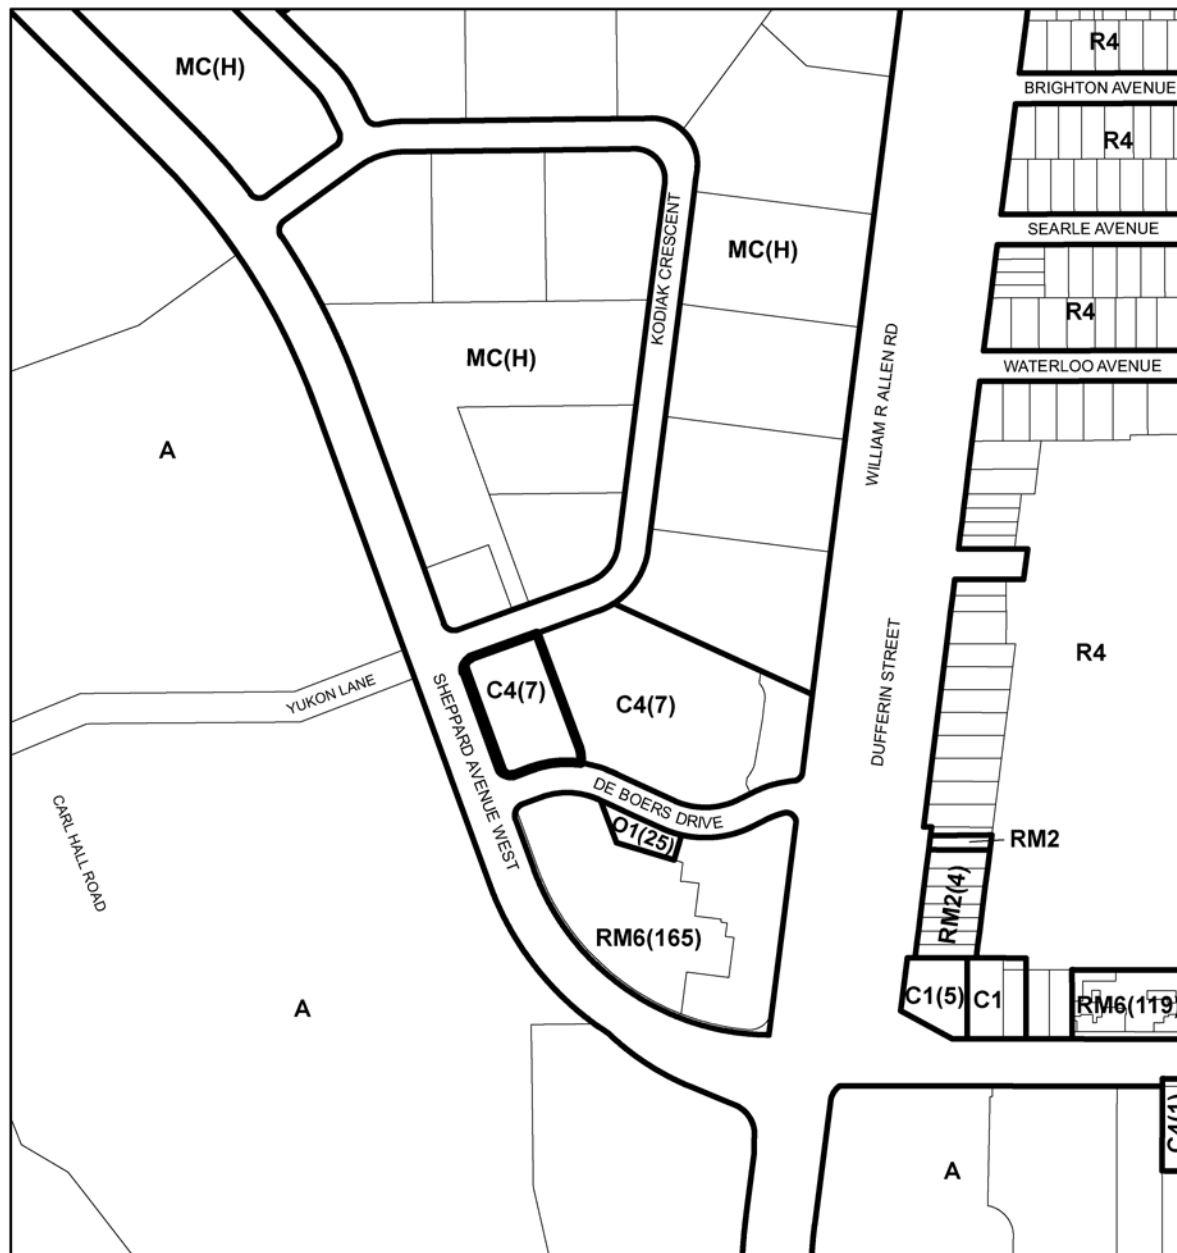 R4
MC(H)
BRIGHTON AVENUE
R4
SEARLE AVENUE
KODIAK CRESCENT
MC(H)
R4
WILLIAM R ALLEN RD
MC(H)
WATERLOO AVENUE
A
DUFFERIN STREET
R4
YUKON LANE
SHEPPARD AVENUE WEST
C4(7)
C4(7)
DE BOERS DRIVE
CARL HALL ROAD
O1(25)
RM2
RM2(4)
RM6(165)
C1(5)
C1
RM6(119)
A
C4(1)
A